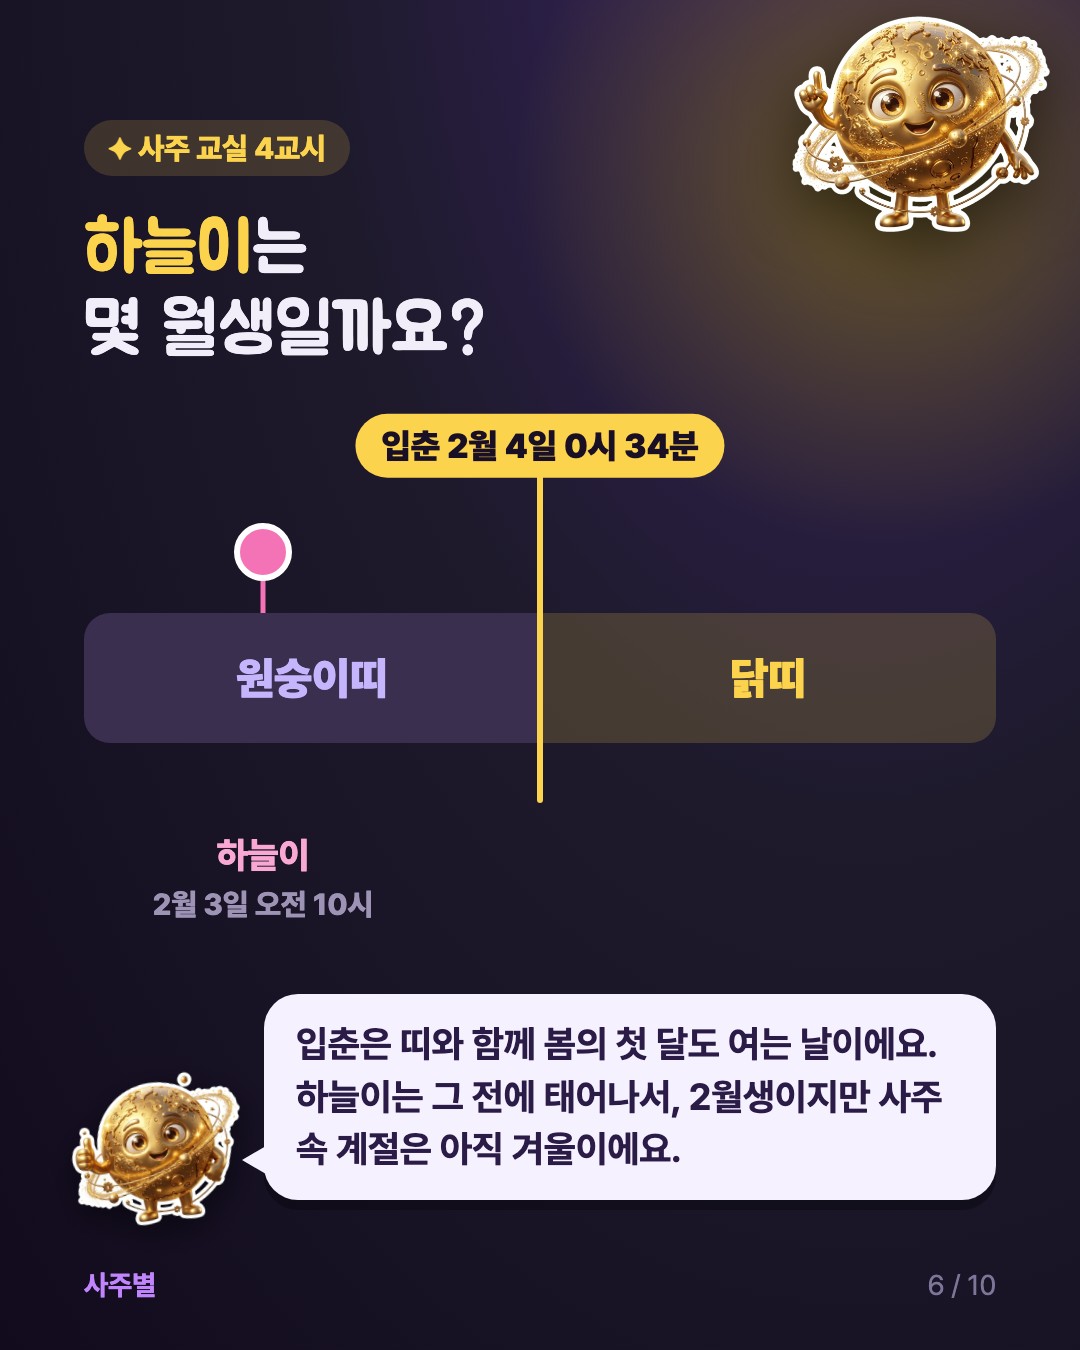 ✦ 사주 교실 4교시
하늘이는
몇 월생일까요?
입춘 2월 4일 0시 34분
원숭이띠
닭띠
하늘이
2월 3일 오전 10시
입춘은 띠와 함께 봄의 첫 달도 여는 날이에요.
하늘이는 그 전에 태어나서, 2월생이지만 사주
속 계절은 아직 겨울이에요.
사주별
6 / 10